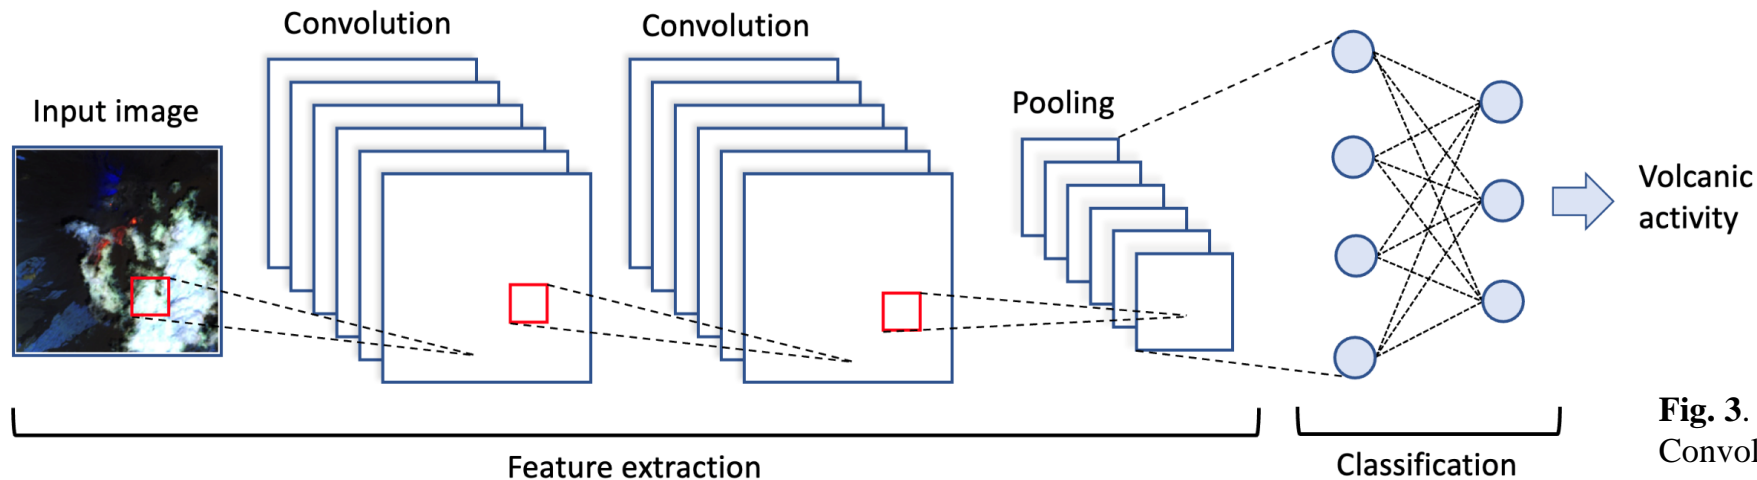 Convolution
Convolution
Input image
Pooling
Volcanic
activity
Feature extraction
Classification
Fig. 3.
Convol